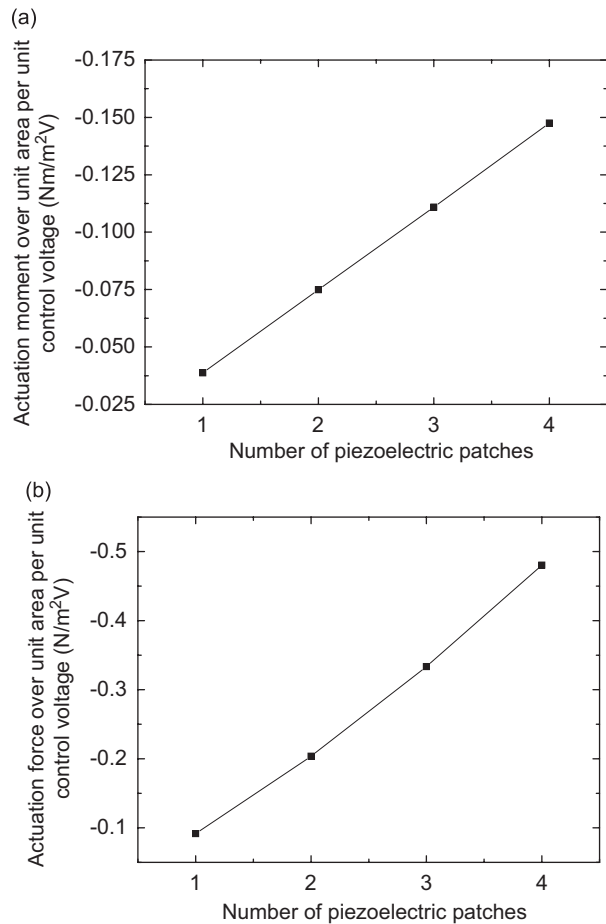 (a)
Actuation moment over unit area per unit
control voltage (Nm/m²V)
-0.175
-0.150
-0.125
-0.100
-0.075
-0.050
-0.025
1 2 3 4
Number of piezoelectric patches
(b)
Actuation force over unit area per unit
control voltage (N/m²V)
-0.5
-0.4
-0.3
-0.2
-0.1
1 2 3 4
Number of piezoelectric patches